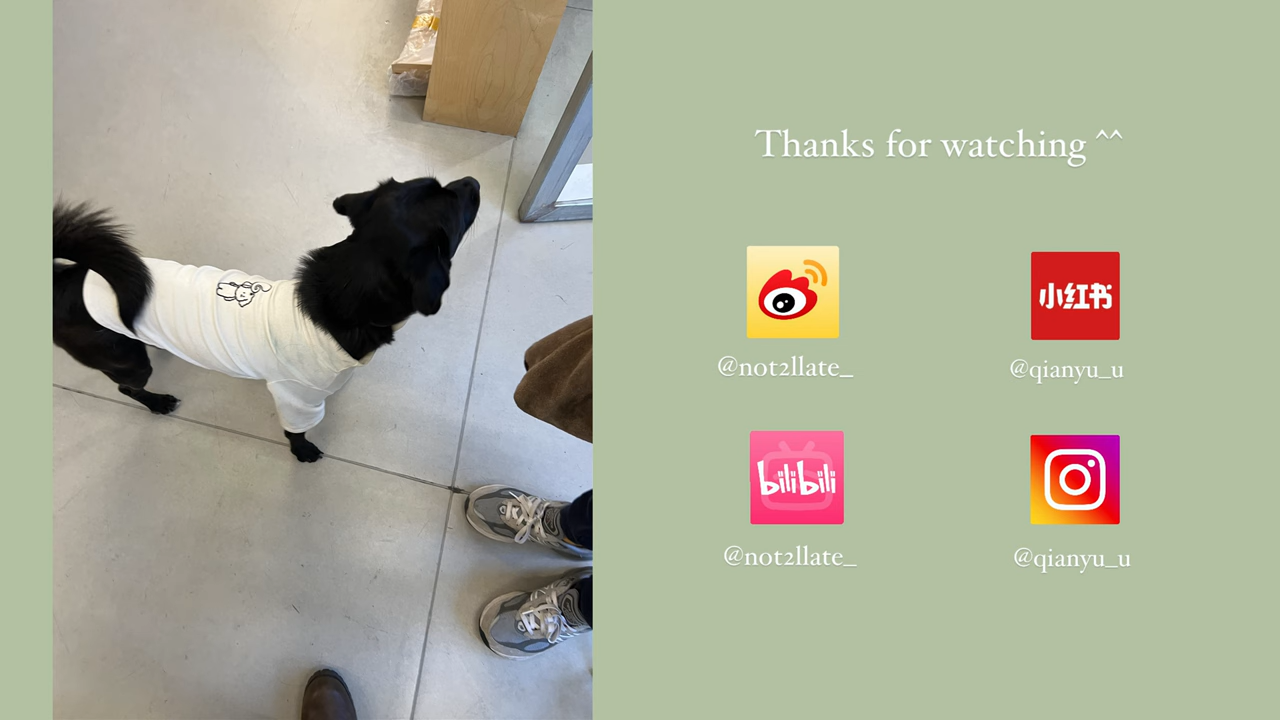 Thanks for watching ^^
小红书
@not2llate_
@qianyu_u
bilibili
@not2llate_
@qianyu_u